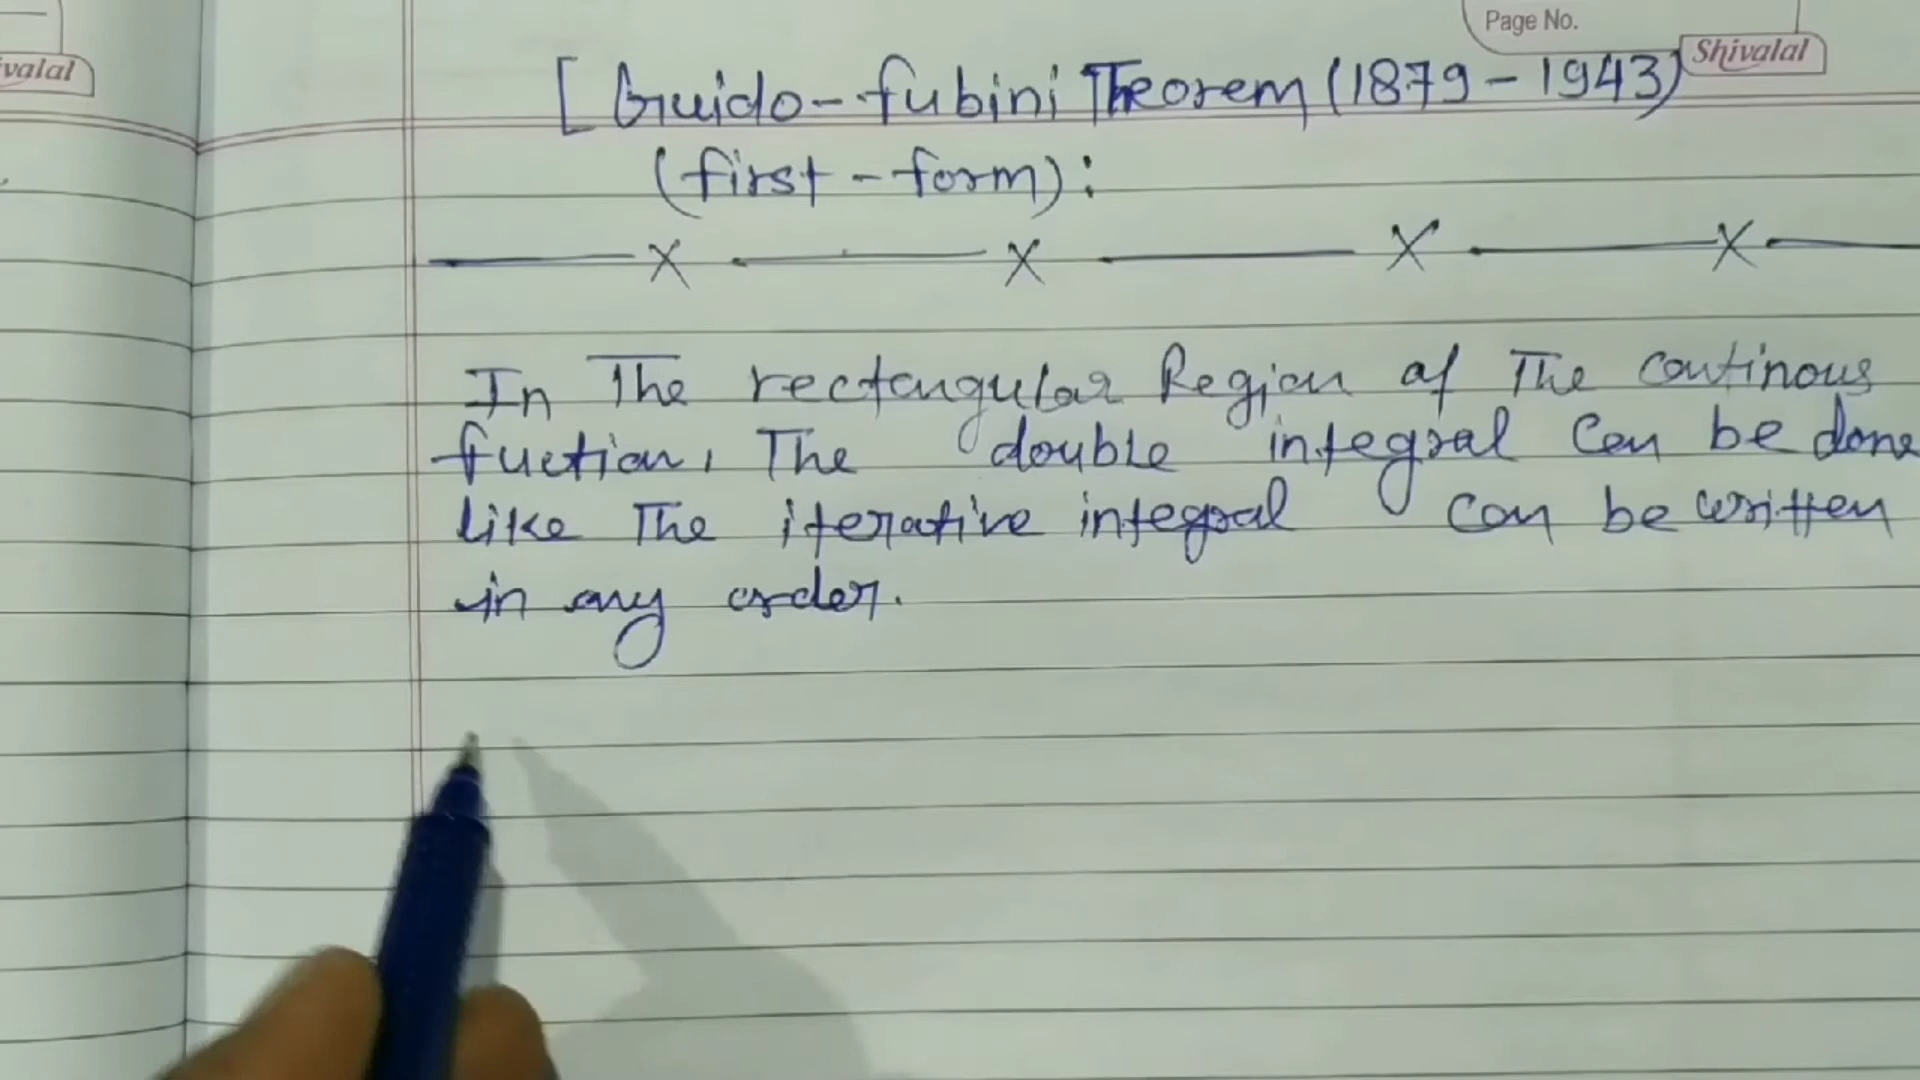 Page No.
Shivalal
valal
[ Guido-fubini Theorem (1879-1943)
(first-form):
In The rectangular Region of The continous
fuction, The double integral can be done
like The iterative integral can be written
in any order.